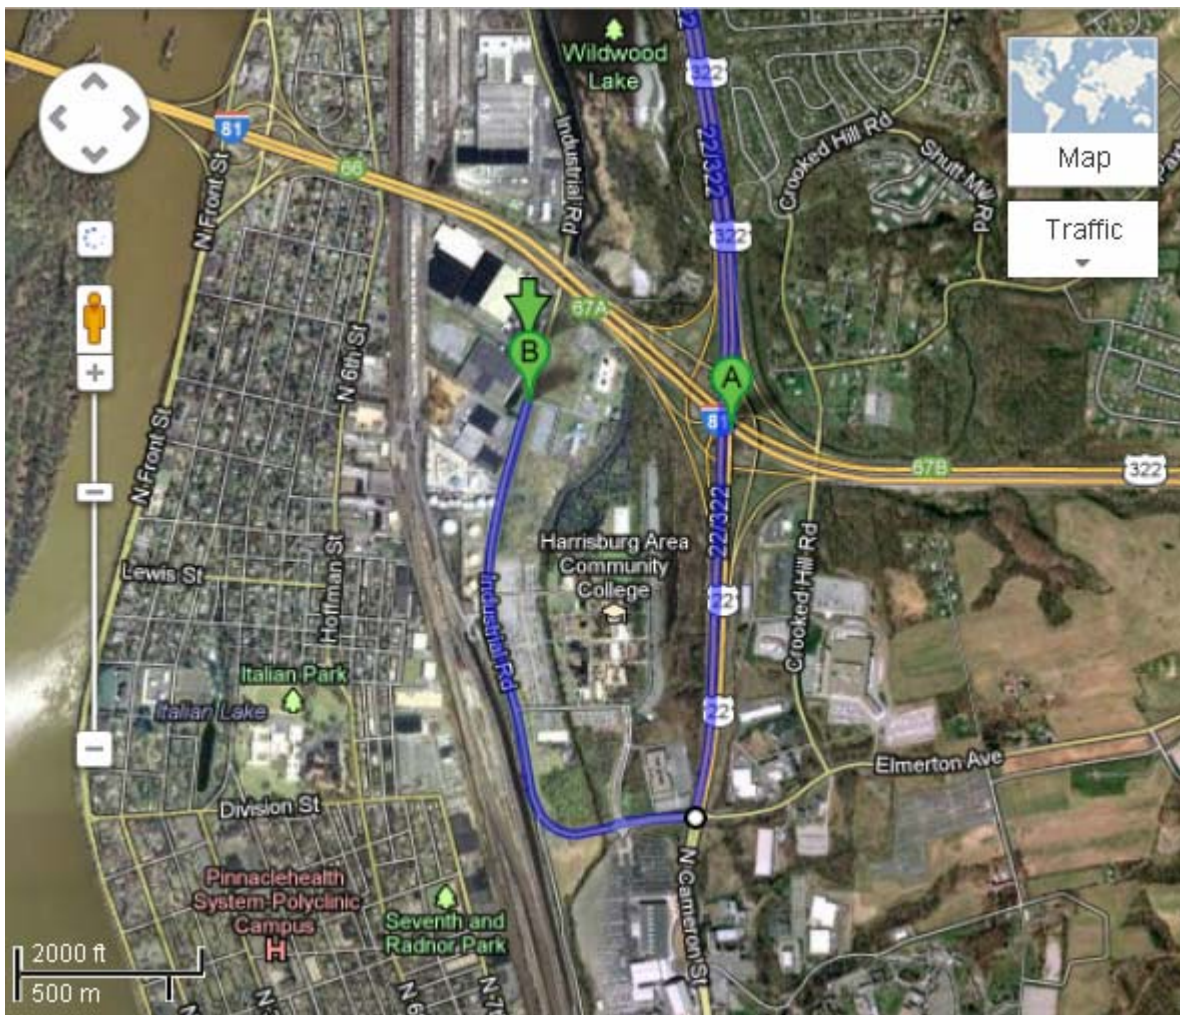 322
Wildwood
Lake
Industrial Rd
22/322
Crooked Hill Rd
Shutt Mill Rd
Map
Traffic
81
66
N Front St
322
67A
B
A
N 6th St
81
67B
322
N Front St
22/322
Harrisburg Area
Community
College
Lewis St
Hoffman St
22
Crooked Hill Rd
Industrial Rd
Italian Park
Italian Lake
22
Elmerton Ave
Division St
N Cameron St
Pinnaclehealth
System-Polyclinic
Campus
H
Seventh and
Radnor Park
2000 ft
500 m